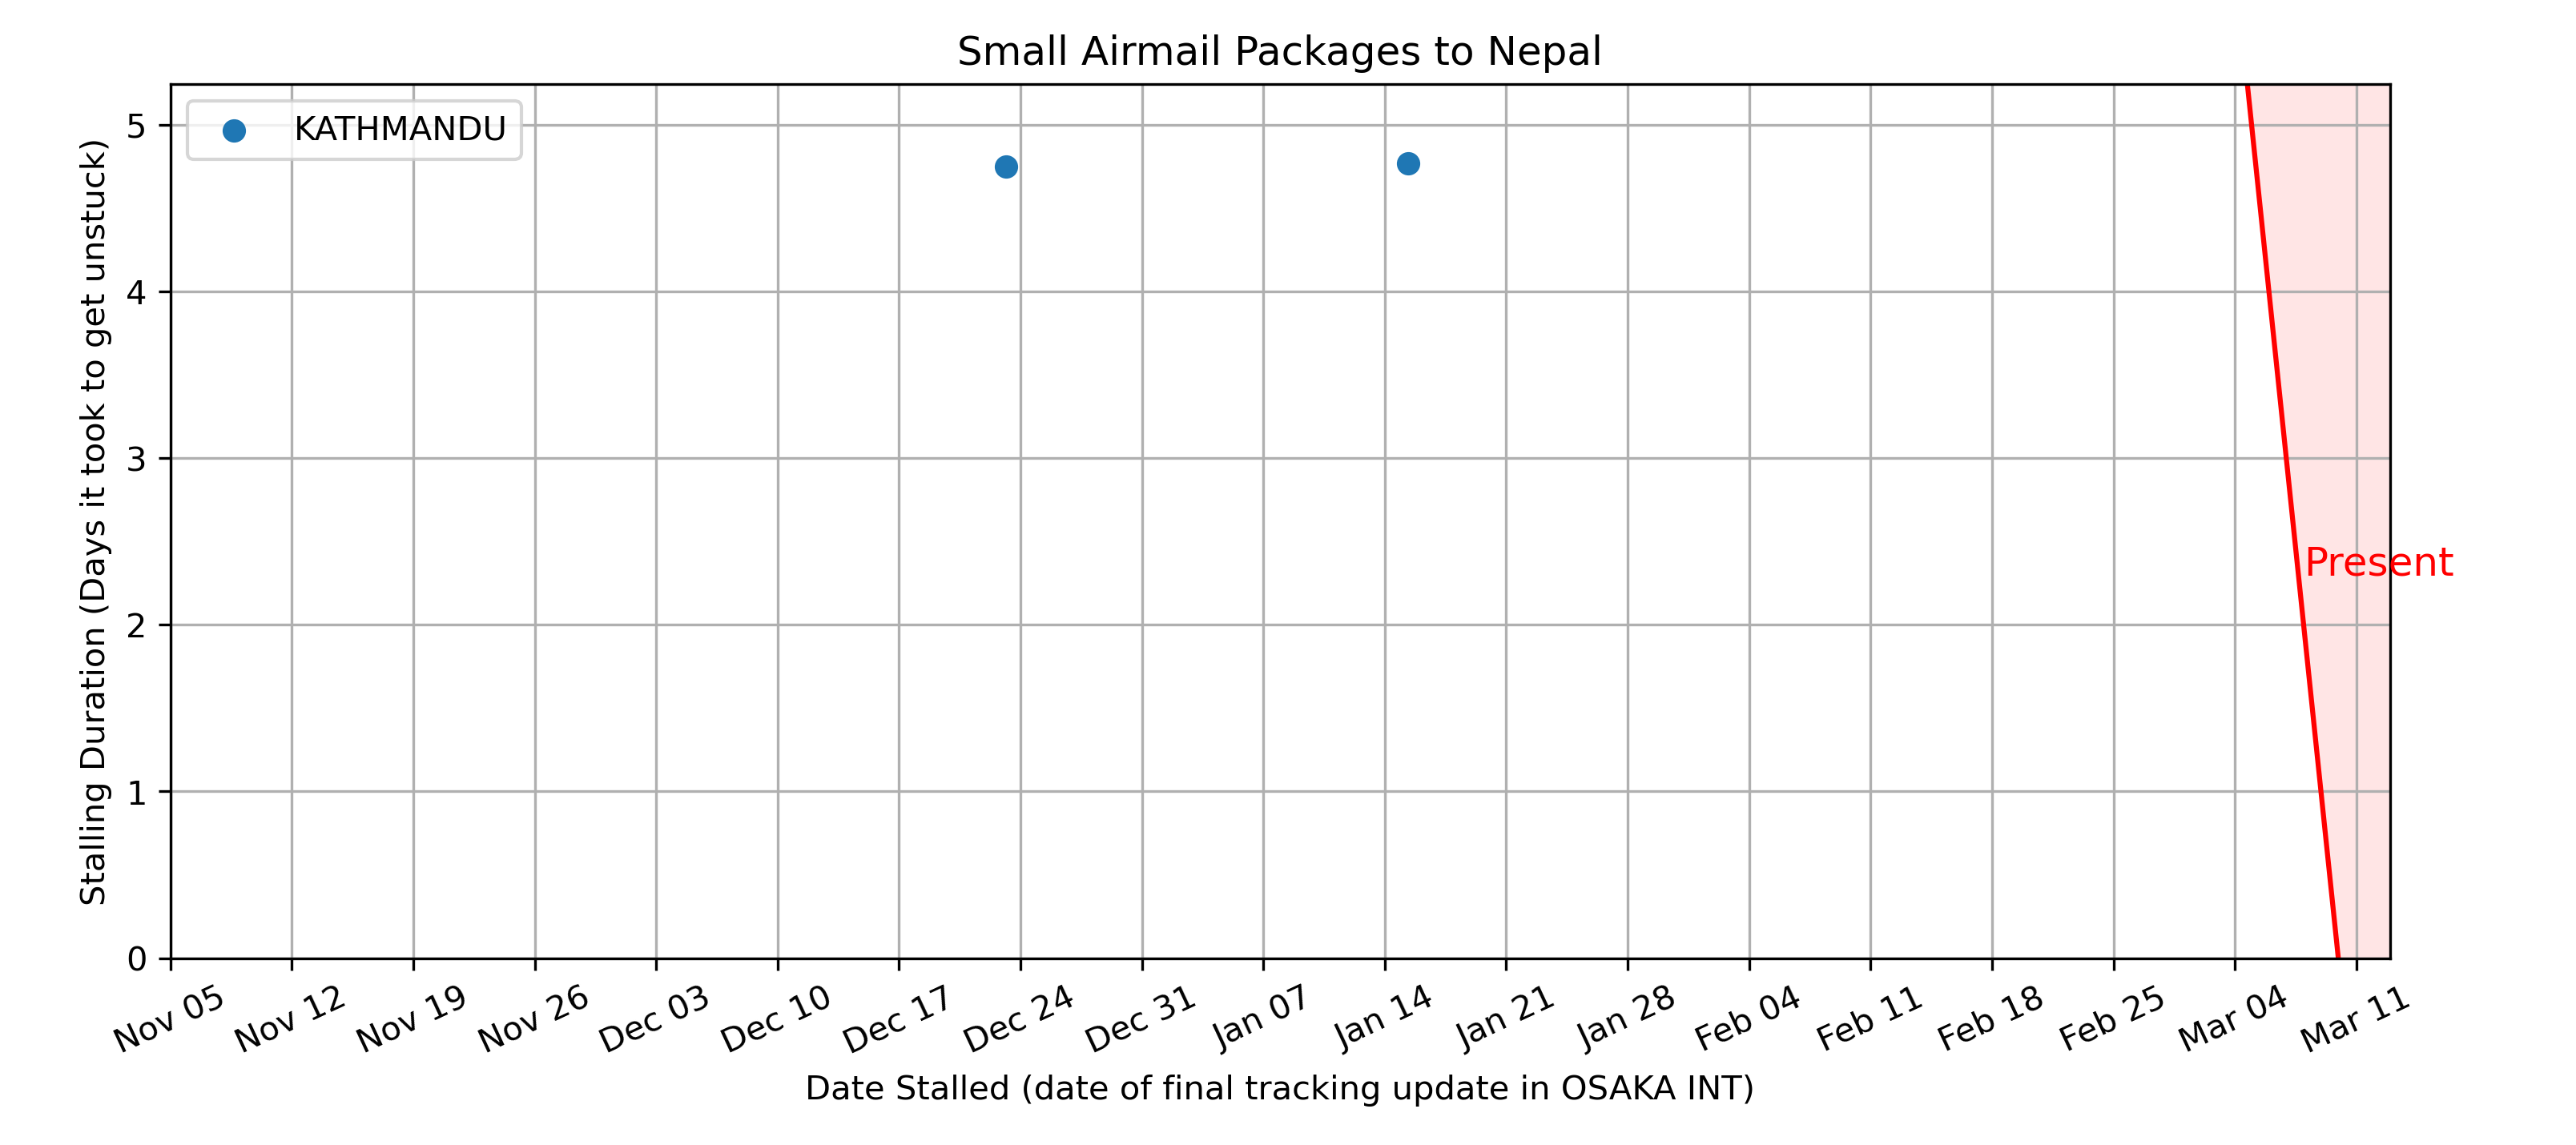 Small Airmail Packages to Nepal
KATHMANDU
Stalling Duration (Days it took to get unstuck)
5
4
3
2
1
0
Present
Nov 05 Nov 12 Nov 19 Nov 26 Dec 03 Dec 10 Dec 17 Dec 24 Dec 31 Jan 07 Jan 14 Jan 21 Jan 28 Feb 04 Feb 11 Feb 18 Feb 25 Mar 04 Mar 11
Date Stalled (date of final tracking update in OSAKA INT)